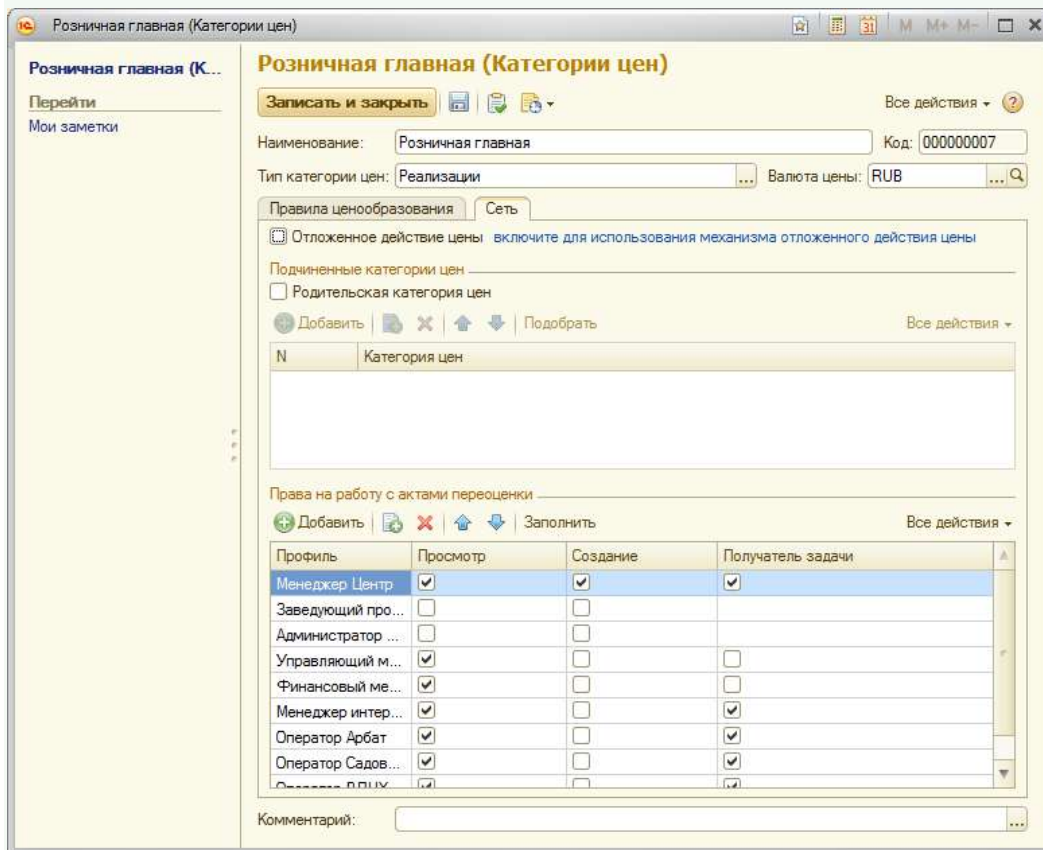 Розничная главная (Категории цен)
31 M M+ M-
Розничная главная (К...
Перейти
Мои заметки
Розничная главная (Категории цен)
Записать и закрыть Все действия
Наименование: Розничная главная Код: 000000007
Тип категории цен: Реализации ... Валюта цены: RUB ...
Правила ценообразования Сеть
Отложенное действие цены включите для использования механизма отложенного действия цены
Подчиненные категории цен
Родительская категория цен
Добавить Подобрать Все действия
N Категория цен
Права на работу с актами переоценки
Добавить Заполнить Все действия
Профиль Просмотр Создание Получатель задачи
Менеджер Центр
Заведующий про...
Администратор ...
Управляющий м...
Финансовый ме...
Менеджер интер...
Оператор Арбат
Оператор Садов...
Оператор ВДНХ
Комментарий: ...